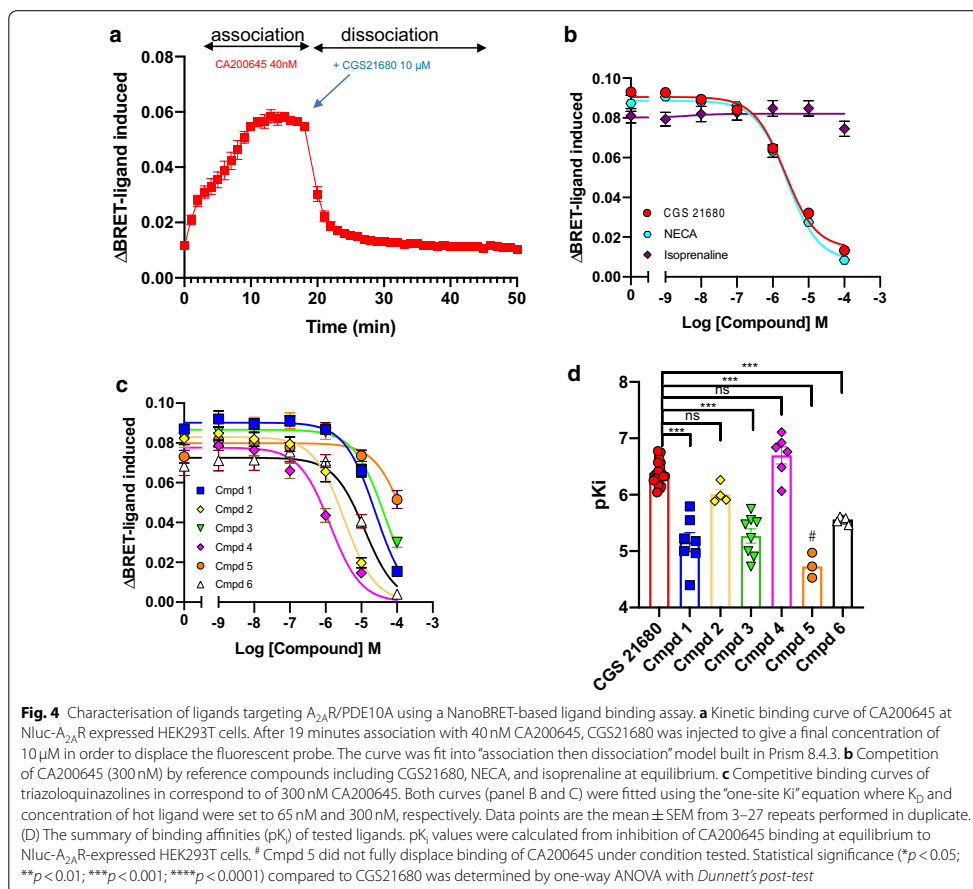 a
association
dissociation
CA200645 40nM
+ CGS21680 10 µM
ΔBRET-ligand induced
0.08
0.06
0.04
0.02
0.00
0 10 20 30 40 50
Time (min)
b
ΔBRET-ligand induced
0.10
0.08
0.06
0.04
0.02
0.00
CGS 21680
NECA
Isoprenaline
0 -9 -8 -7 -6 -5 -4 -3
Log [Compound] M
c
ΔBRET-ligand induced
0.10
0.08
0.06
0.04
0.02
0.00
Cmpd 1
Cmpd 2
Cmpd 3
Cmpd 4
Cmpd 5
Cmpd 6
0 -9 -8 -7 -6 -5 -4 -3
Log [Compound] M
d
***
***
ns
***
ns
***
#
pKi
8
7
6
5
4
CGS 21680
Cmpd 1
Cmpd 2
Cmpd 3
Cmpd 4
Cmpd 5
Cmpd 6
Fig. 4 Characterisation of ligands targeting A2AR/PDE10A using a NanoBRET-based ligand binding assay. a Kinetic binding curve of CA200645 at
Nluc-A2AR expressed HEK293T cells. After 19 minutes association with 40 nM CA200645, CGS21680 was injected to give a final concentration of
10 μM in order to displace the fluorescent probe. The curve was fit into “association then dissociation” model built in Prism 8.4.3. b Competition
of CA200645 (300 nM) by reference compounds including CGS21680, NECA, and isoprenaline at equilibrium. c Competitive binding curves of
triazoloquinazolines in correspond to of 300 nM CA200645. Both curves (panel B and C) were fitted using the “one-site Ki” equation where KD and
concentration of hot ligand were set to 65 nM and 300 nM, respectively. Data points are the mean ± SEM from 3–27 repeats performed in duplicate.
(D) The summary of binding affinities (pKi) of tested ligands. pKi values were calculated from inhibition of CA200645 binding at equilibrium to
Nluc-A2AR-expressed HEK293T cells. # Cmpd 5 did not fully displace binding of CA200645 under condition tested. Statistical significance (*p < 0.05;
**p < 0.01; ***p < 0.001; ****p < 0.0001) compared to CGS21680 was determined by one-way ANOVA with Dunnett’s post-test